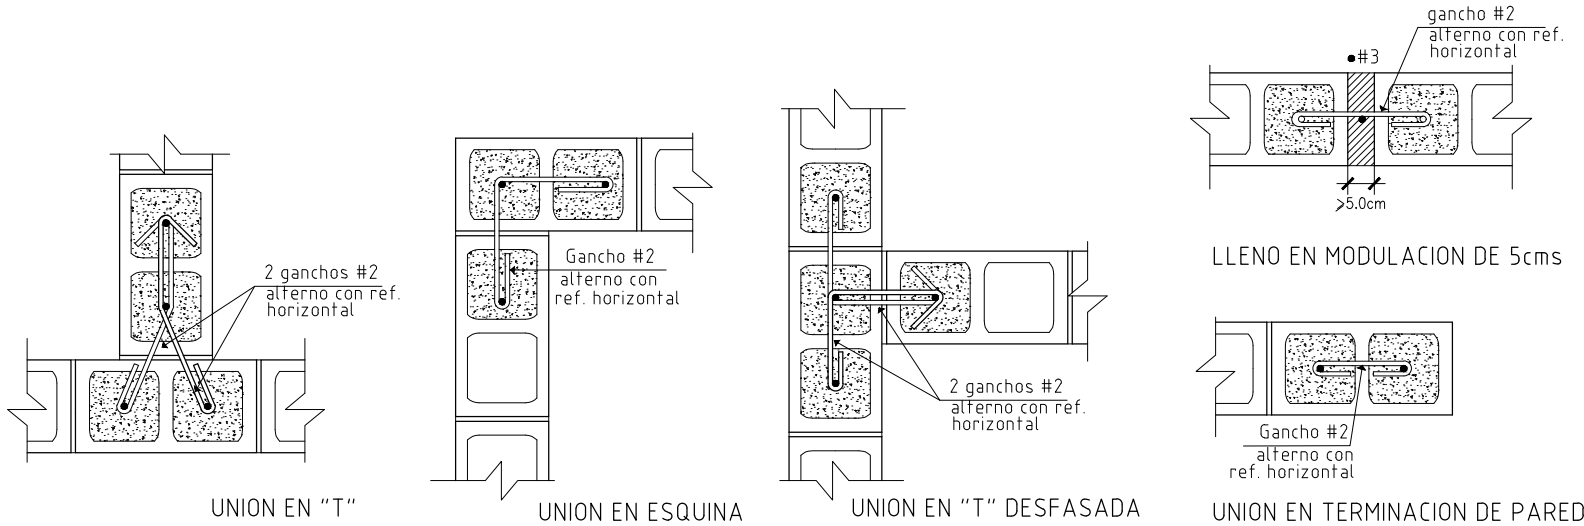 2 ganchos #2
alterno con ref.
horizontal
UNION EN "T"
Gancho #2
alterno con
ref. horizontal
UNION EN ESQUINA
2 ganchos #2
alterno con ref.
horizontal
UNION EN "T" DESFASADA
gancho #2
alterno con ref.
horizontal
#3
≥5.0cm
LLENO EN MODULACION DE 5cms
Gancho #2
alterno con
ref. horizontal
UNION EN TERMINACION DE PARED